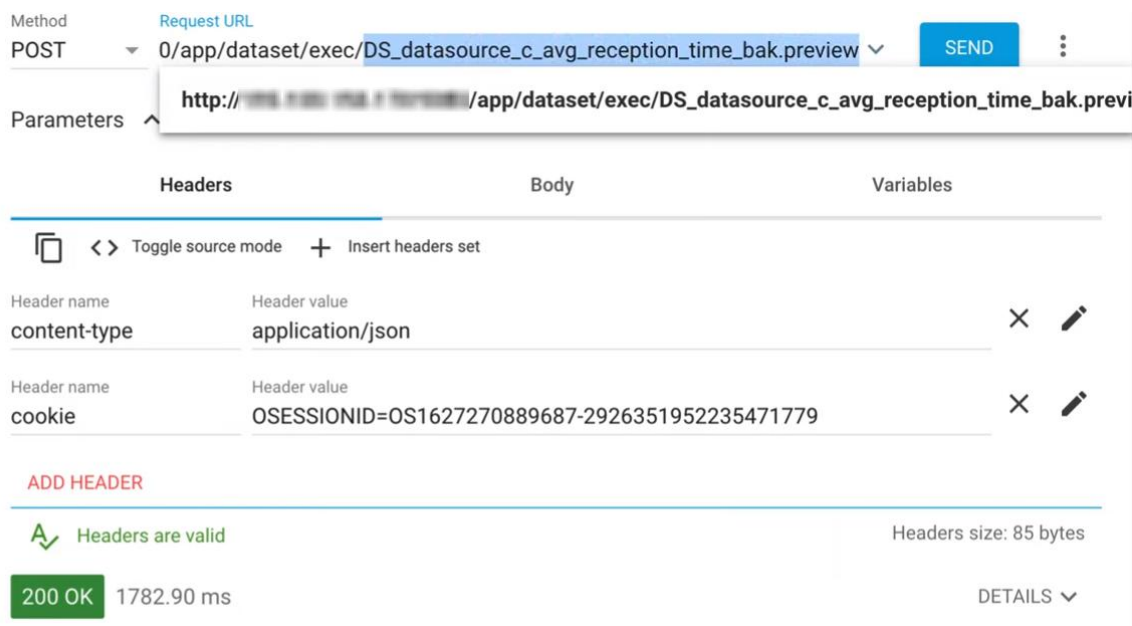 Method
Request URL
POST
0/app/dataset/exec/DS_datasource_c_avg_reception_time_bak.preview
SEND
http://
/app/dataset/exec/DS_datasource_c_avg_reception_time_bak.previ
Parameters
Headers
Body
Variables
Toggle source mode
Insert headers set
Header name
Header value
content-type
application/json
Header name
Header value
cookie
OSESSIONID=OS1627270889687-2926351952235471779
ADD HEADER
Headers are valid
Headers size: 85 bytes
200 OK
1782.90 ms
DETAILS